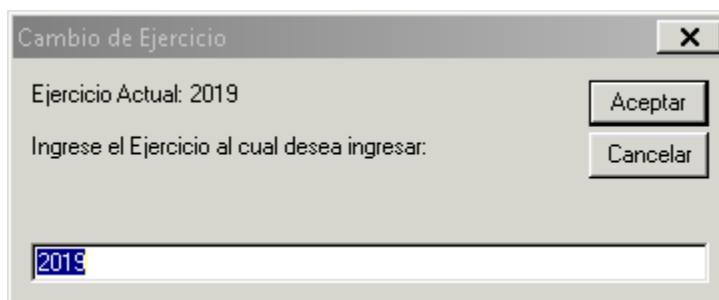 Cambio de Ejercicio
Ejercicio Actual: 2019
Aceptar
Ingrese el Ejercicio al cual desea ingresar:
Cancelar
2019